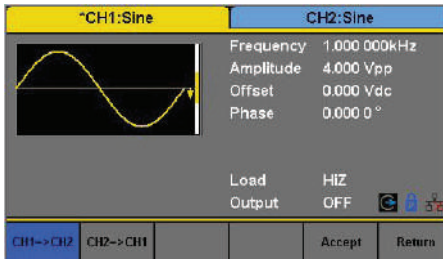 *CH1:Sine CH2:Sine
Frequency 1.000 000kHz
Amplitude 4.000 Vpp
Offset 0.000 Vdc
Phase 0.000 0 °
Load HiZ
Output OFF
CH1->CH2 CH2->CH1 Accept Return